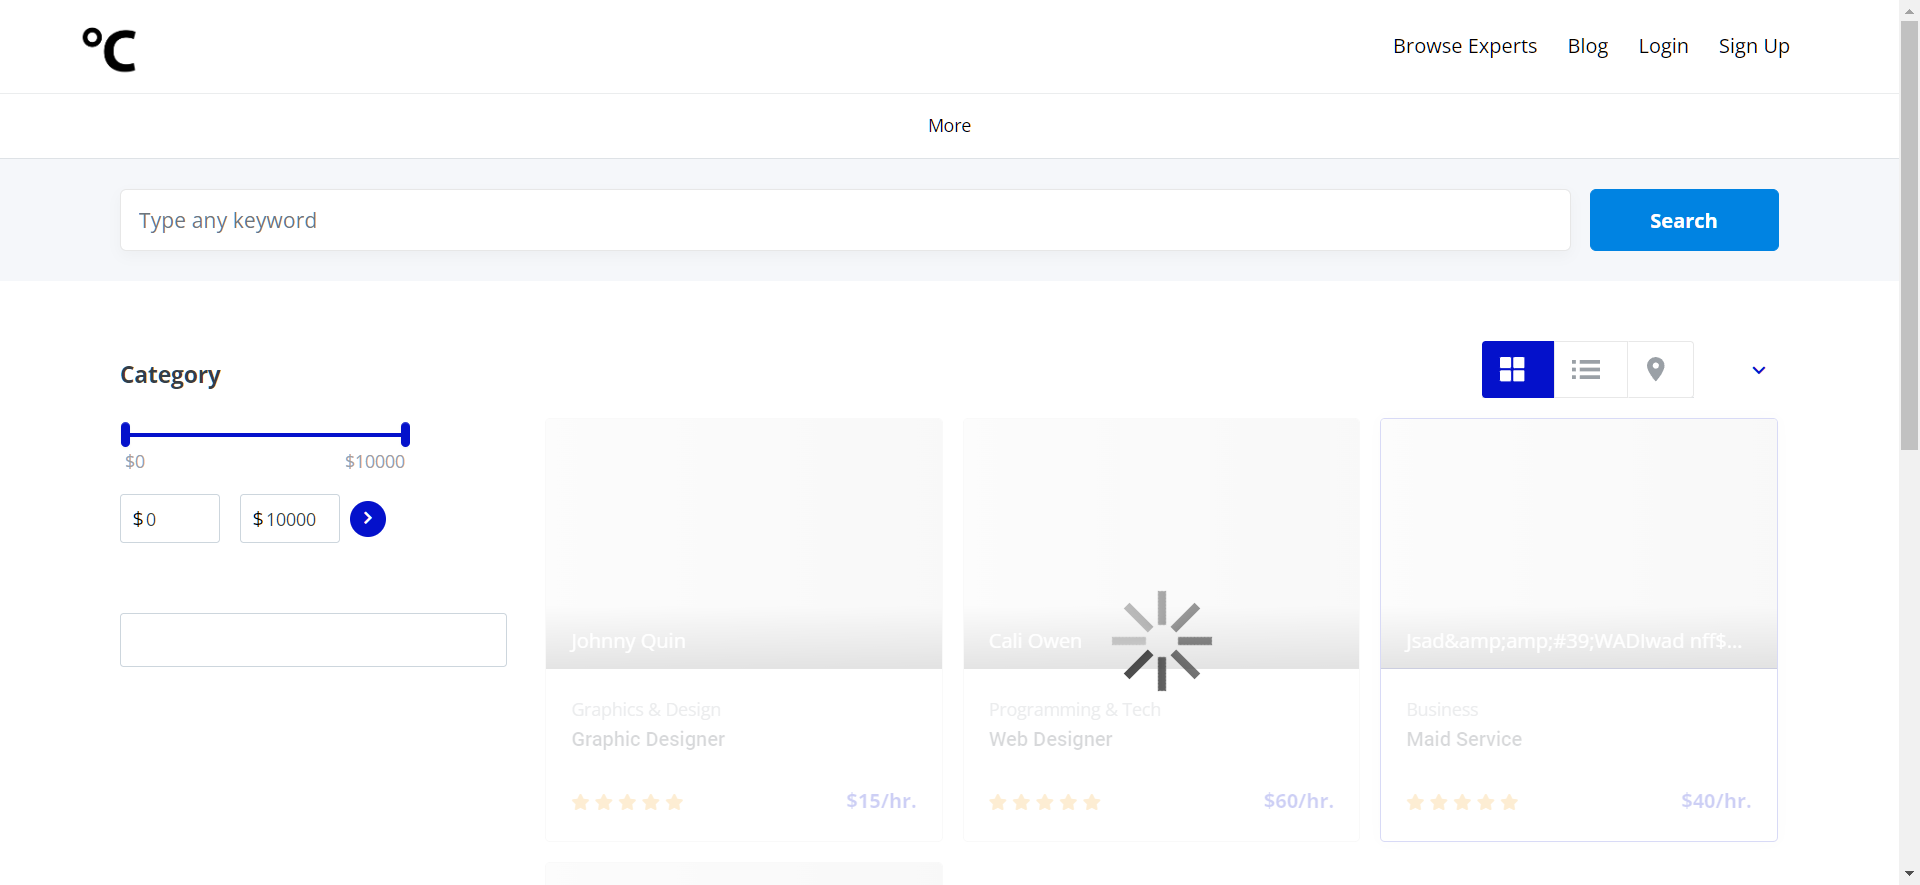 °C
Browse Experts Blog Login Sign Up
More
Type any keyword
Search
Category
$0 $10000
$ 0 $ 10000
Johnny Quin
Graphics & Design
Graphic Designer
$15/hr.
Cali Owen
Programming & Tech
Web Designer
$60/hr.
Jsad&amp;amp;#39;WADIwad nff$...
Business
Maid Service
$40/hr.